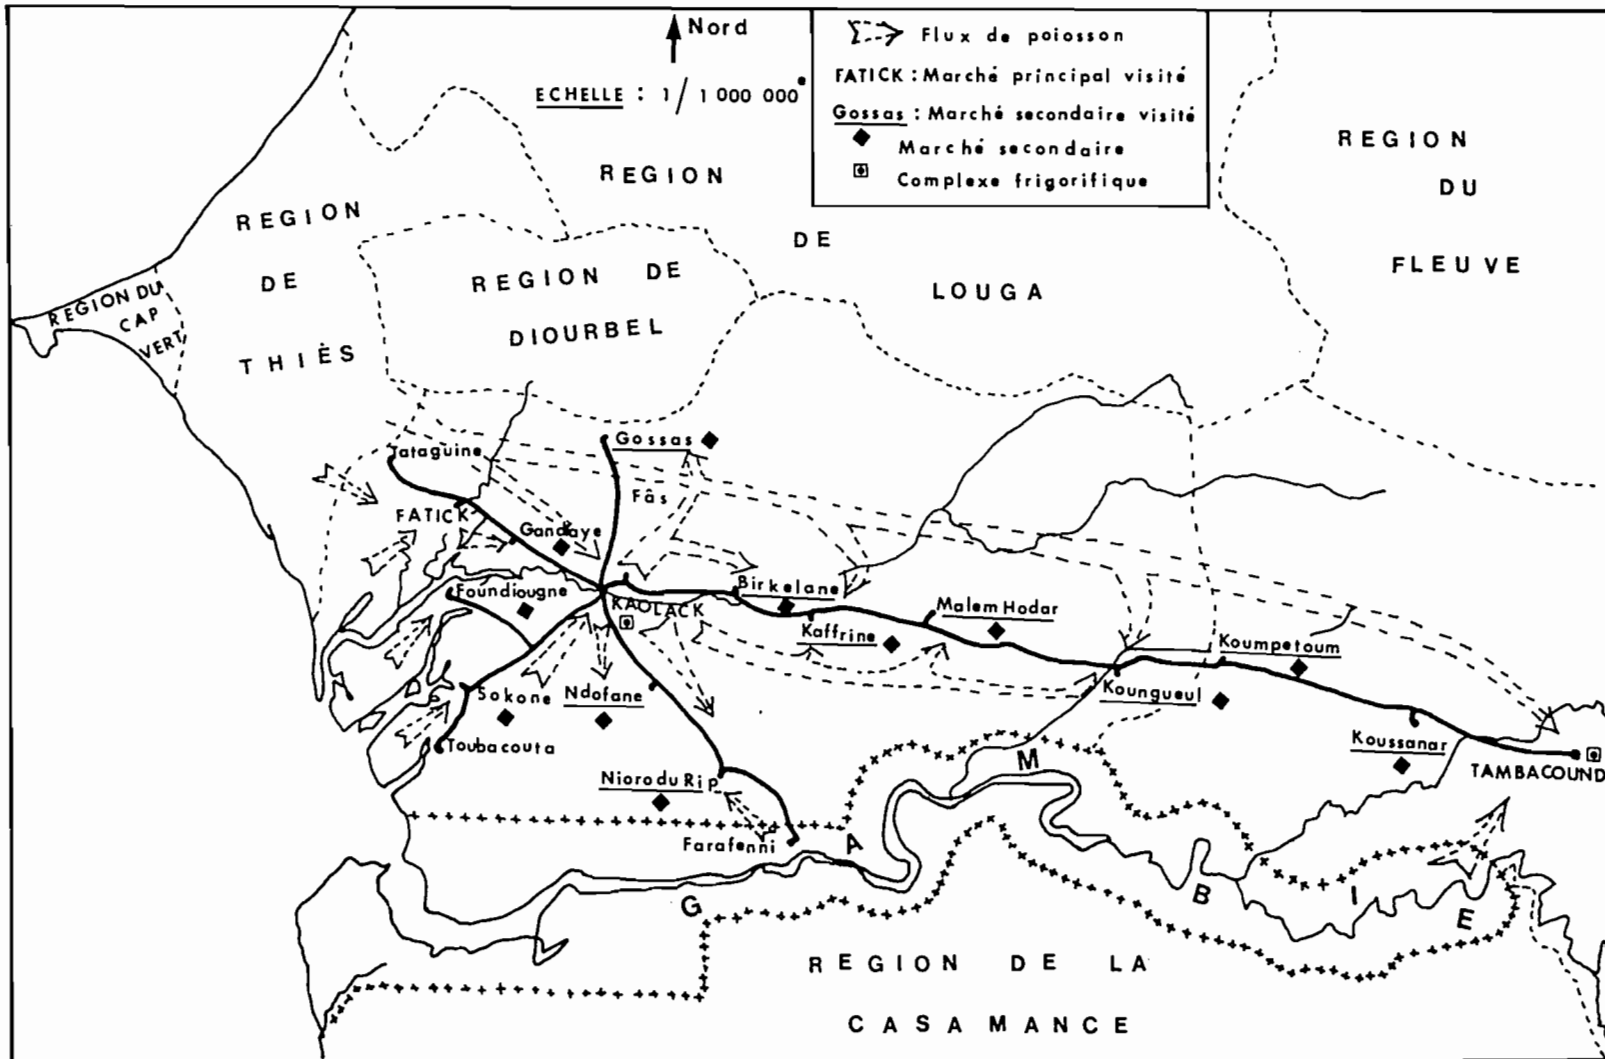 Nord
ECHELLE : 1/ 1 000 000e
Flux de poiosson
FATICK : Marché principal visité
Gossas : Marché secondaire visité
Marché secondaire
Complexe frigorifique
REGION
DU
FLEUVE
REGION
DE
LOUGA
REGION
DE
THIÈS
REGION DE
DIOURBEL
REGION DU
CAP
VERT
Tataguine
Gossas
Fâs
FATICK
Gandaye
Foundiougne
KAOLACK
Birkelane
Kaffrine
Malem Hodar
Koumpetoum
Koungueul
Koussanar
TAMBACOUND
Sokone
Ndofane
Toubacouta
Nioro du Rip
Farafenni
G A M B I E
REGION DE LA
CASAMANCE